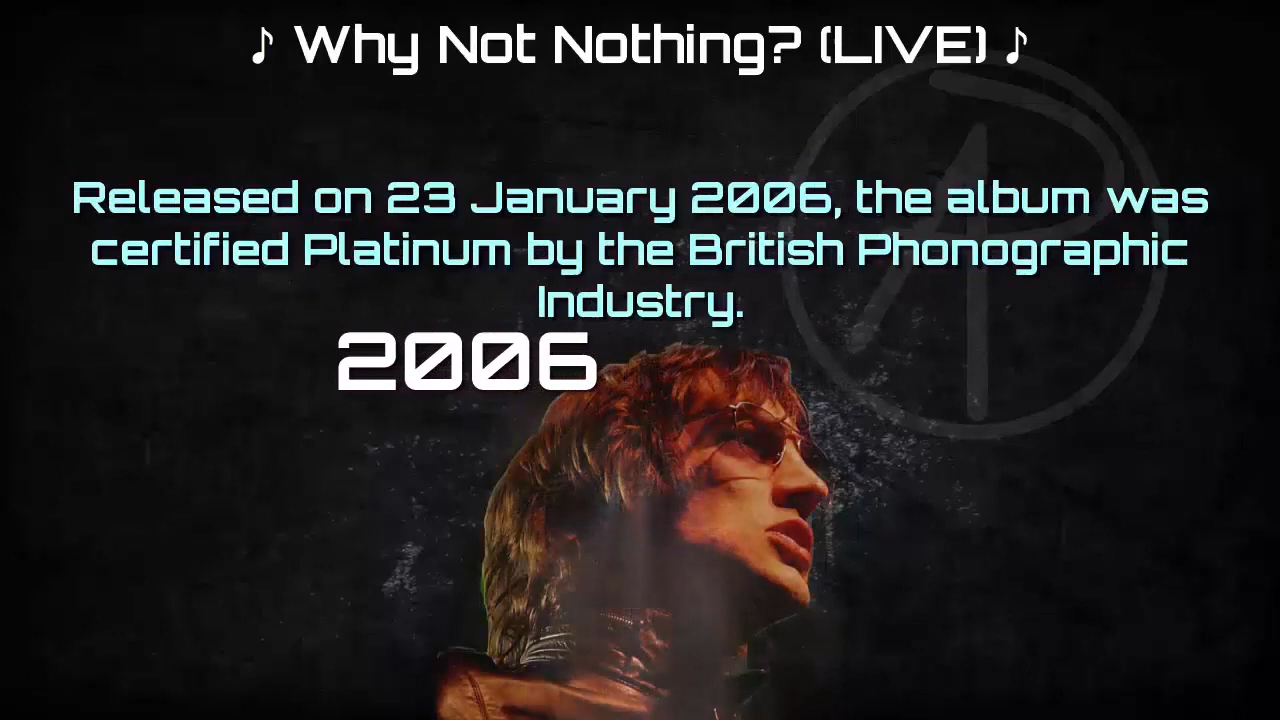 ♪ Why Not Nothing? (LIVE) ♪
Released on 23 January 2006, the album was
certified Platinum by the British Phonographic
Industry.
2006